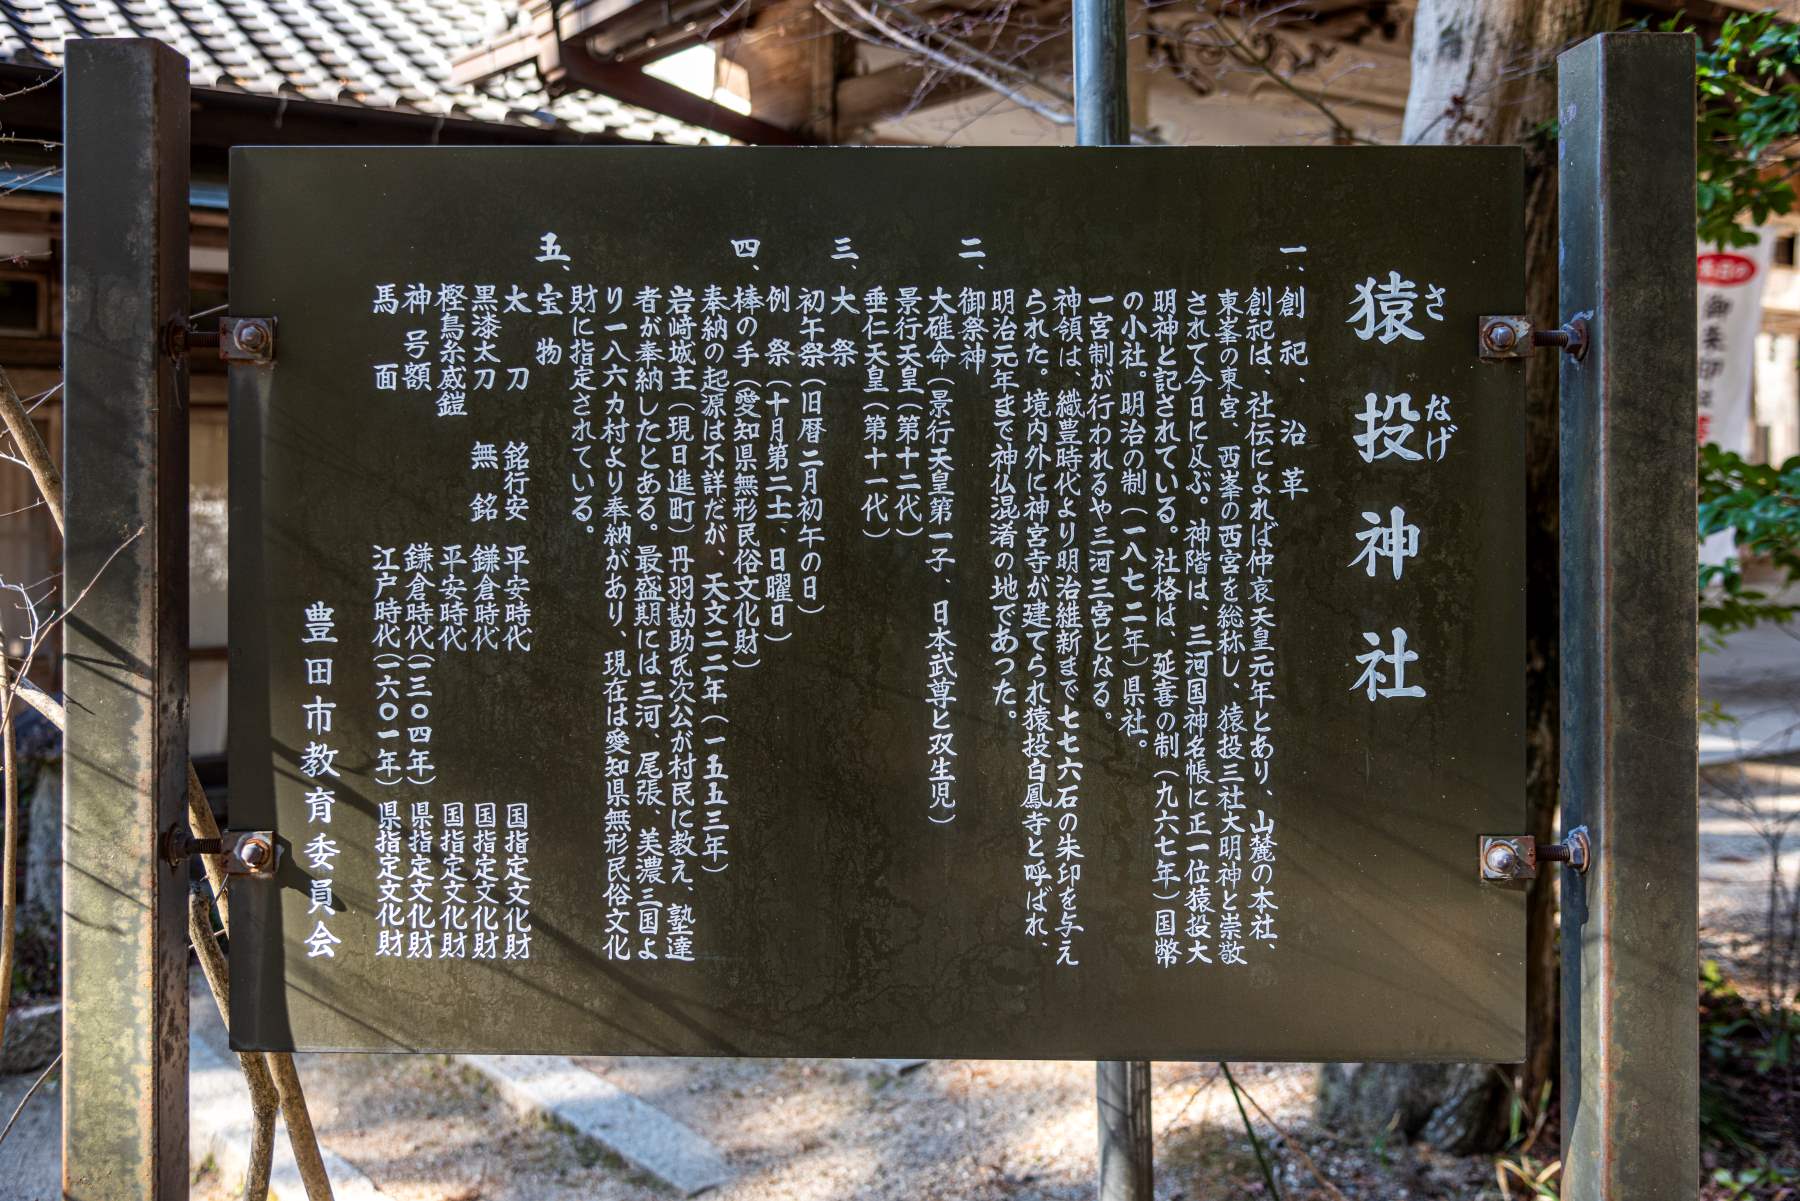 猿投神社
さなげ
一、創祀、沿革
創祀は、社伝によれば仲哀天皇元年とあり、山麓の本社、
東峯の東宮、西峯の西宮を総称し、猿投三社大明神と崇敬
されて今日に及ぶ。神階は、三河国神名帳に正一位猿投大
明神と記されている。社格は、延喜の制（九六七年）国幣
の小社。明治の制（一八七二年）県社。
一宮制が行われるや三河三宮となる。
神領は、織豊時代より明治維新まで七七六石の朱印を与え
られた。境内外に神宮寺が建てられ猿投白鳳寺と呼ばれ、
明治元年まで神仏混淆の地であった。
二、御祭神
大碓命（景行天皇第一子、日本武尊と双生児）
景行天皇（第十二代）
垂仁天皇（第十一代）
三、大祭
初午祭（旧暦二月初午の日）
例祭（十月第二土、日曜日）
四、棒の手（愛知県無形民俗文化財）
奉納の起源は不詳だが、天文二二年（一五五三年）
岩崎城主（現日進町）丹羽勘助氏次公が村民に教え、塾達
者が奉納したとある。最盛期には三河、尾張、美濃三国よ
り一八六カ村より奉納があり、現在は愛知県無形民俗文化
財に指定されている。
五、宝物
太刀 銘行安 平安時代 国指定文化財
黒漆太刀 無銘 鎌倉時代 国指定文化財
樫鳥糸威鎧 平安時代 国指定文化財
神号額 鎌倉時代（一三〇四年）県指定文化財
馬面 江戸時代（一六〇一年）県指定文化財
豊田市教育委員会
御朱印